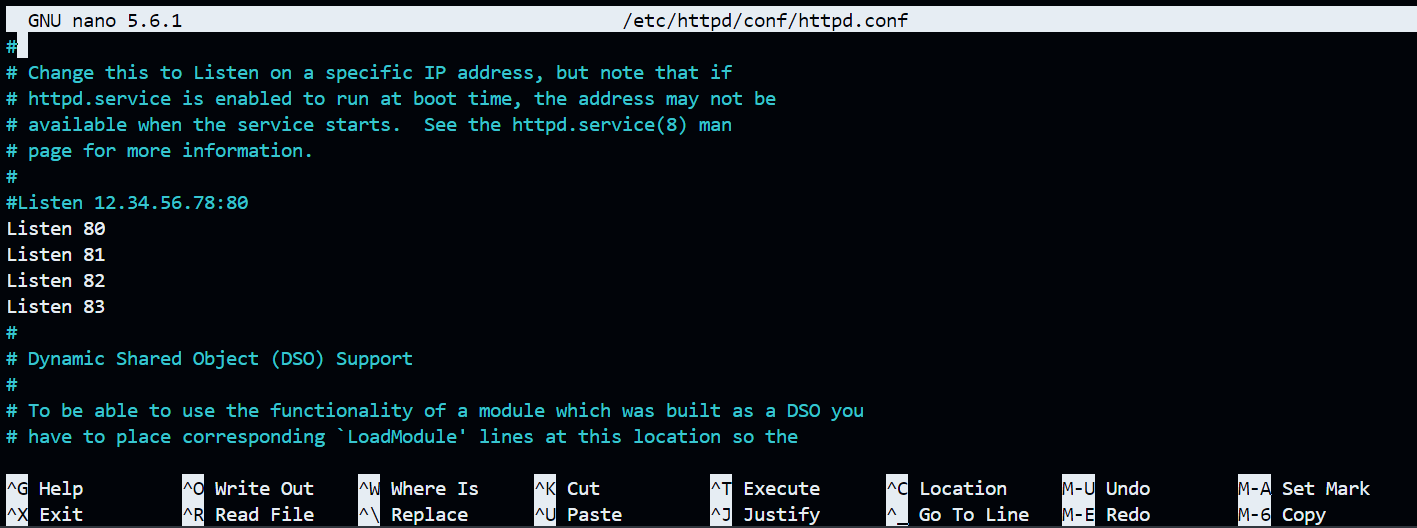 GNU nano 5.6.1 /etc/httpd/conf/httpd.conf
#
# Change this to Listen on a specific IP address, but note that if
# httpd.service is enabled to run at boot time, the address may not be
# available when the service starts.  See the httpd.service(8) man
# page for more information.
#
#Listen 12.34.56.78:80
Listen 80
Listen 81
Listen 82
Listen 83
#
# Dynamic Shared Object (DSO) Support
#
# To be able to use the functionality of a module which was built as a DSO you
# have to place corresponding `LoadModule' lines at this location so the
^G Help ^O Write Out ^W Where Is ^K Cut ^T Execute ^C Location M-U Undo M-A Set Mark
^X Exit ^R Read File ^\ Replace ^U Paste ^J Justify ^_ Go To Line M-E Redo M-6 Copy